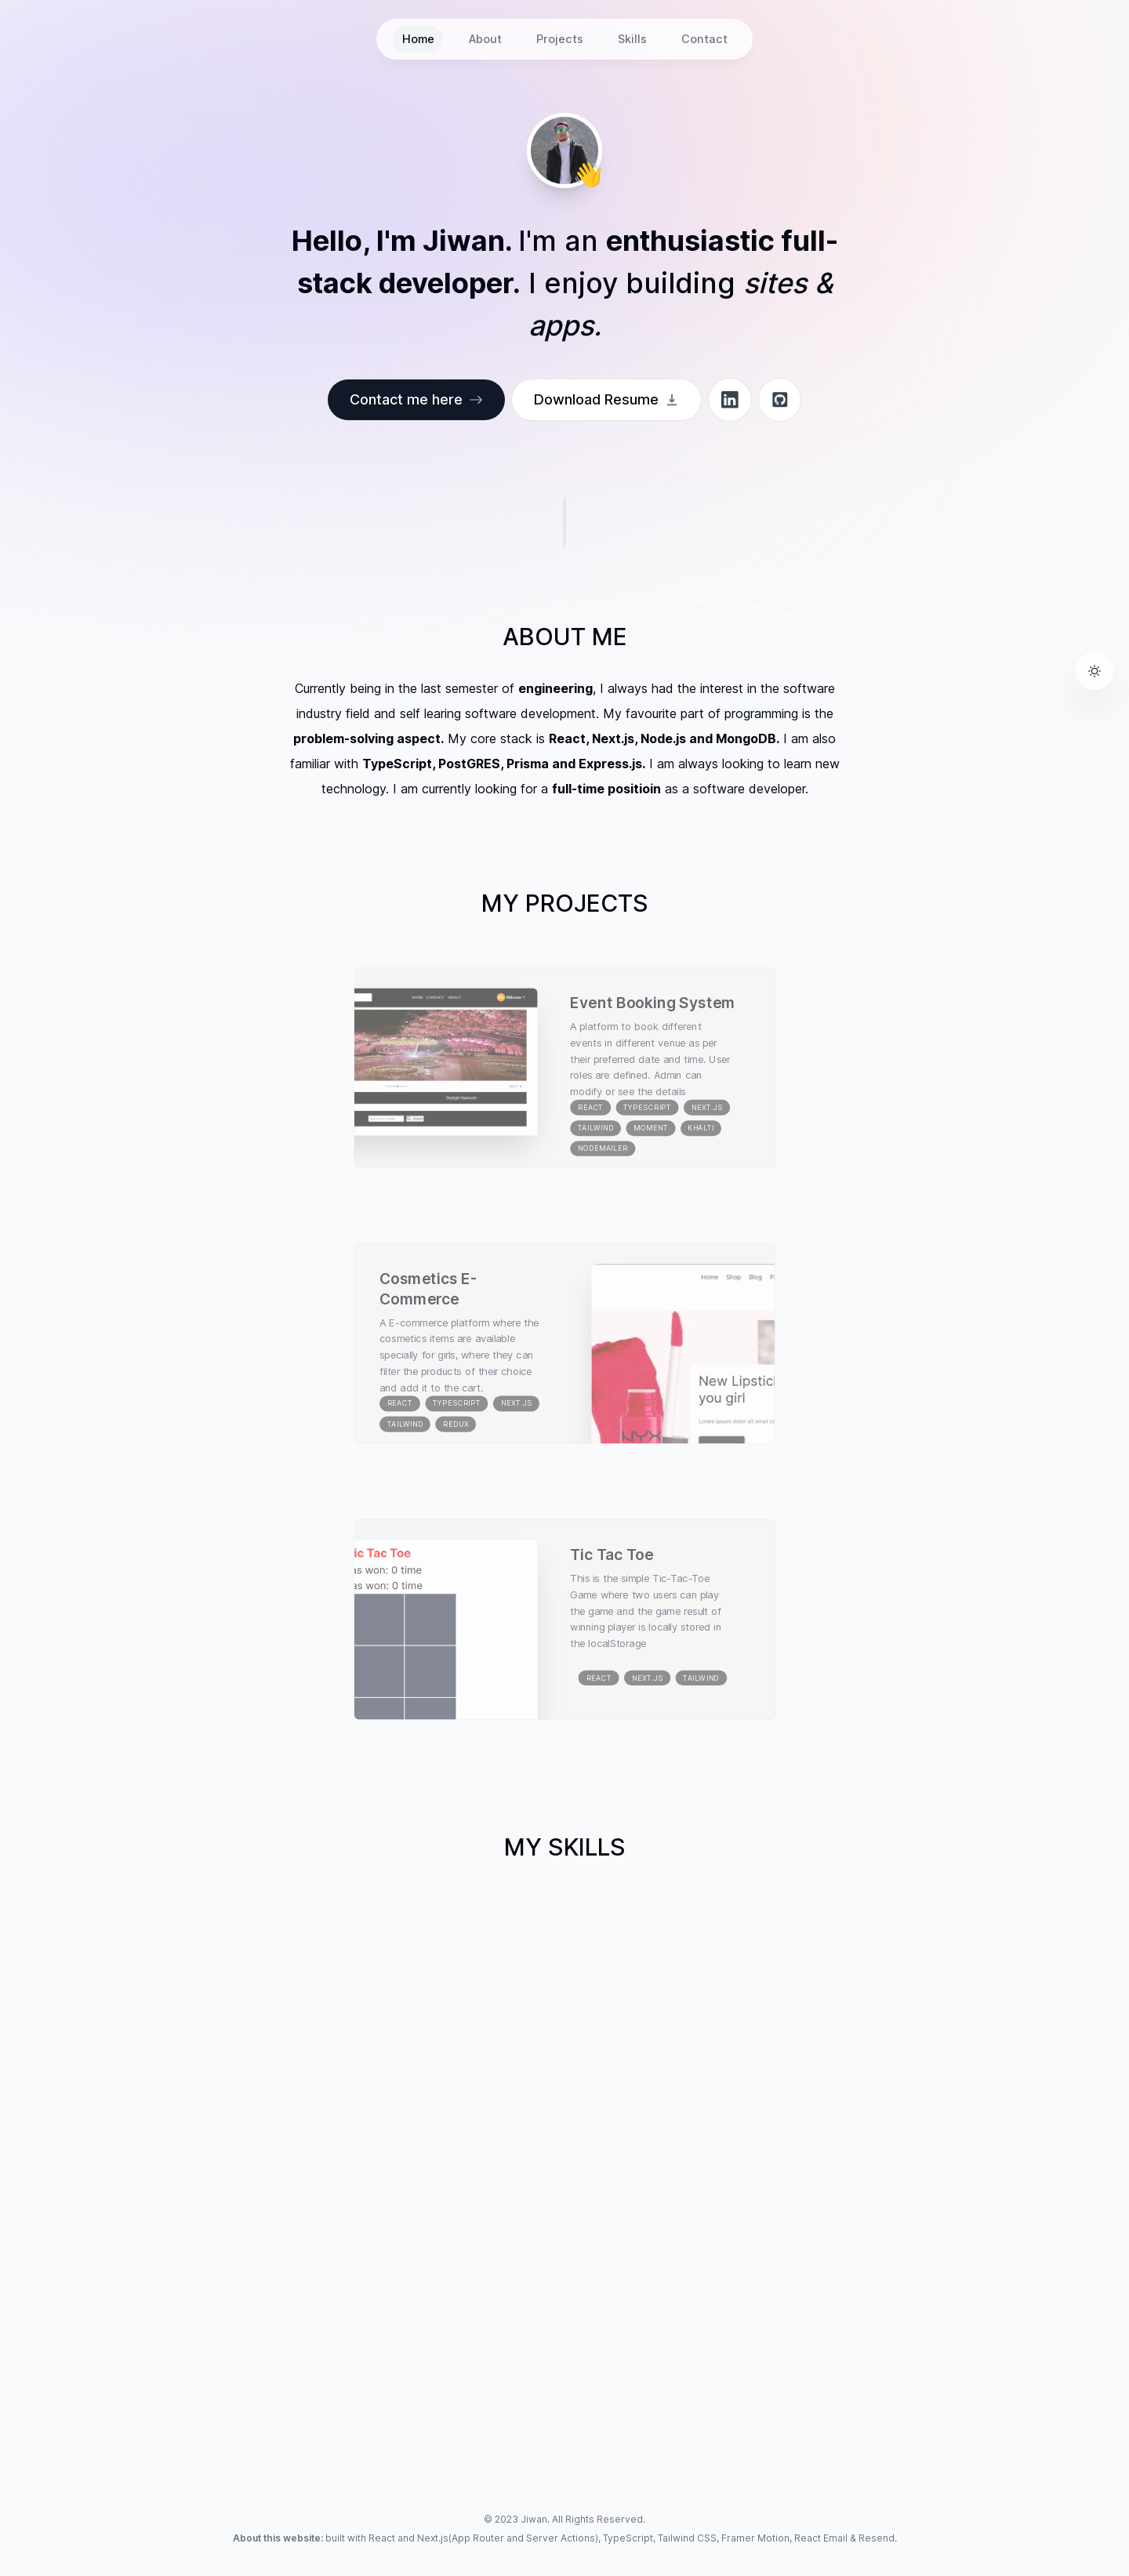 Home About Projects Skills Contact
Hello, I'm Jiwan. I'm an enthusiastic full-
stack developer. I enjoy building sites &
apps.
Contact me here Download Resume
ABOUT ME
Currently being in the last semester of engineering, I always had the interest in the software
industry field and self learing software development. My favourite part of programming is the
problem-solving aspect. My core stack is React, Next.js, Node.js and MongoDB. I am also
familiar with TypeScript, PostGRES, Prisma and Express.js. I am always looking to learn new
technology. I am currently looking for a full-time positioin as a software developer.
MY PROJECTS
HOME CONTACT ABOUT
Event Booking System
A platform to book different
events in different venue as per
their preferred date and time. User
roles are defined. Admin can
modify or see the details
REACT TYPESCRIPT NEXT.JS
TAILWIND MOMENT KHALTI
NODEMAILER
Cosmetics E-
Commerce
A E-commerce platform where the
cosmetics items are available
specially for girls, where they can
filter the products of their choice
and add it to the cart.
REACT TYPESCRIPT NEXT.JS
TAILWIND REDUX
Home Shop Blog
New Lipstick
you girl
Lorem ipsum dolor sit amet
NYX
ic Tac Toe
as won: 0 time
as won: 0 time
Tic Tac Toe
This is the simple Tic-Tac-Toe
Game where two users can play
the game and the game result of
winning player is locally stored in
the localStorage
REACT NEXT.JS TAILWIND
MY SKILLS
© 2023 Jiwan. All Rights Reserved.
About this website: built with React and Next.js(App Router and Server Actions), TypeScript, Tailwind CSS, Framer Motion, React Email & Resend.